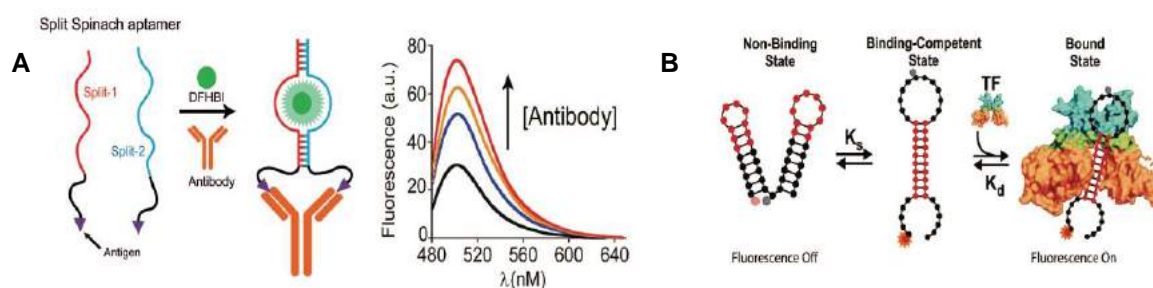 A
Split Spinach aptamer
Split-1
Split-2
Antigen
DFHBI
Antibody
Fluorescence (a.u.)
80
60
40
20
0
480 520 560 600 640
λ(nM)
[Antibody]
B
Non-Binding
State
Binding-Competent
State
Bound
State
TF
Ks
Kd
Fluorescence Off
Fluorescence On